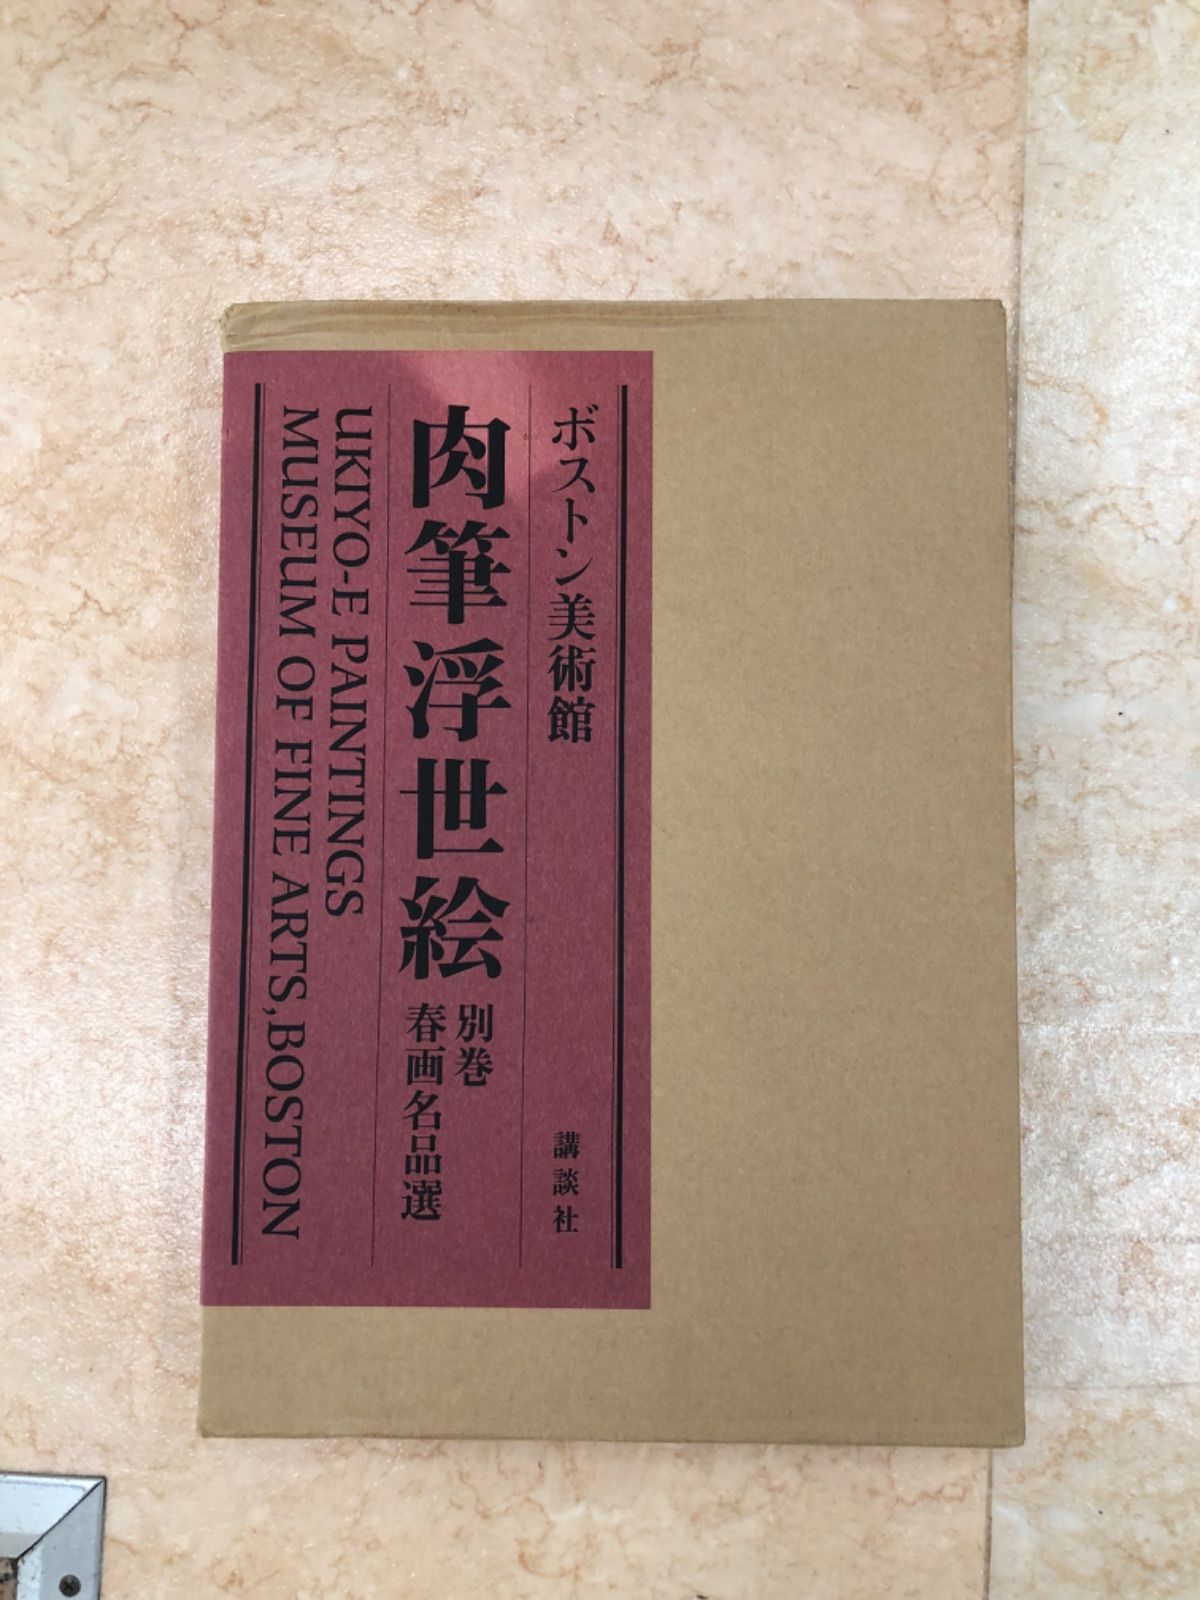 ボストン美術館
講談社
肉筆浮世絵
別巻
春画名品選
UKIYO-E PAINTINGS
MUSEUM OF FINE ARTS, BOSTON